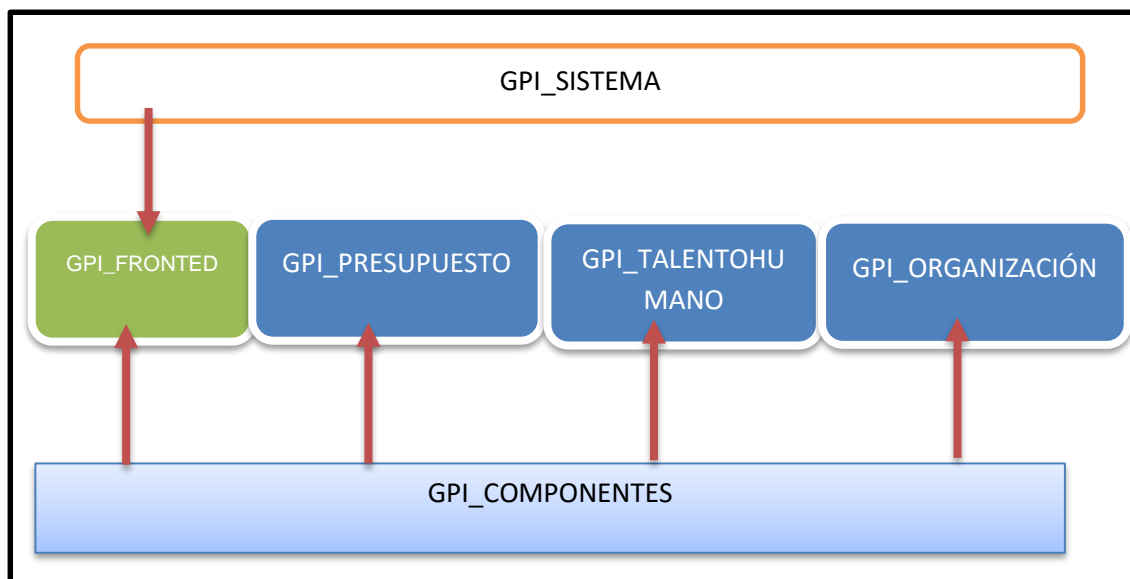 GPI_SISTEMA
GPI_FRONTED
GPI_PRESUPUESTO
GPI_TALENTOHU
MANO
GPI_ORGANIZACIÓN
GPI_COMPONENTES